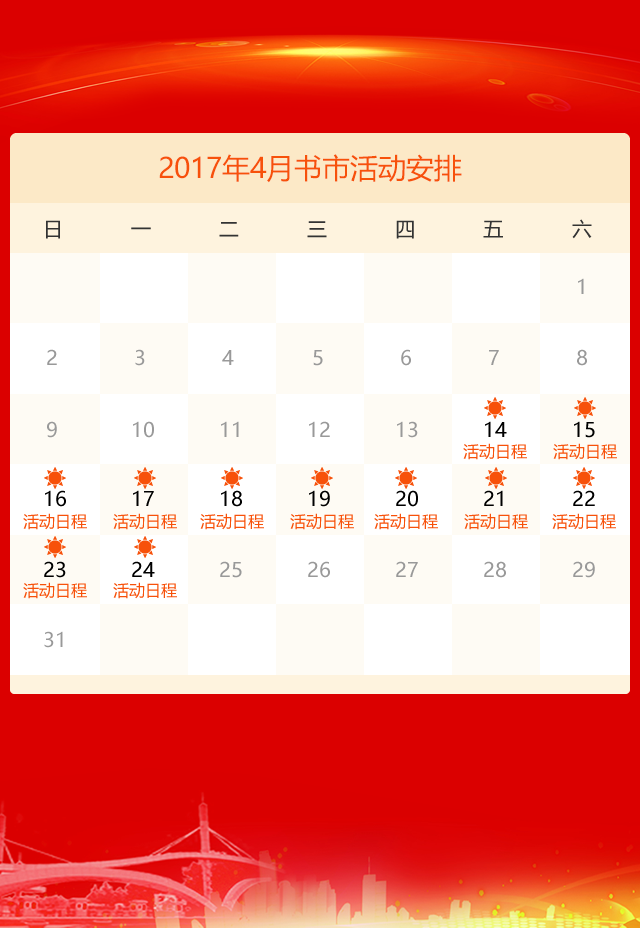 2017年4月书市活动安排
日 一 二 三 四 五 六
1
2 3 4 5 6 7 8
9 10 11 12 13 14 15
活动日程 活动日程
16 17 18 19 20 21 22
活动日程 活动日程 活动日程 活动日程 活动日程 活动日程 活动日程
23 24 25 26 27 28 29
活动日程 活动日程
31